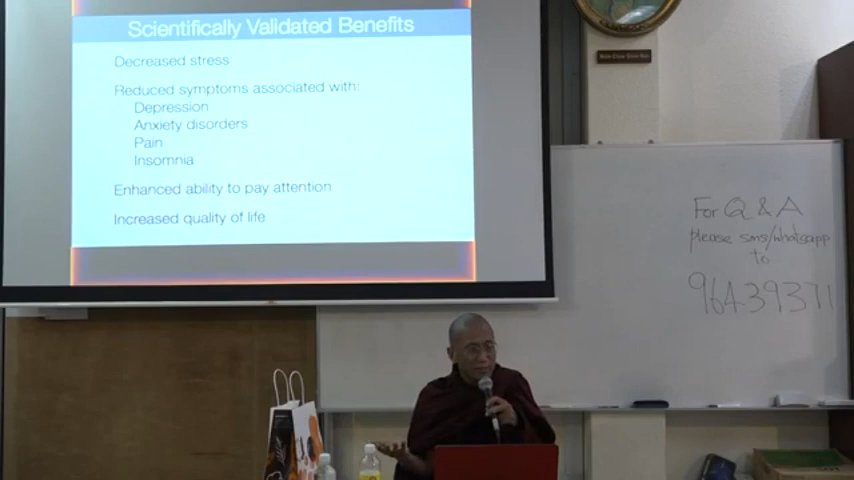 Scientifically Validated Benefits
Decreased stress
Reduced symptoms associated with:
Depression
Anxiety disorders
Pain
Insomnia
Enhanced ability to pay attention
Increased quality of life
For Q & A
please sms/whatsapp
to
96439371